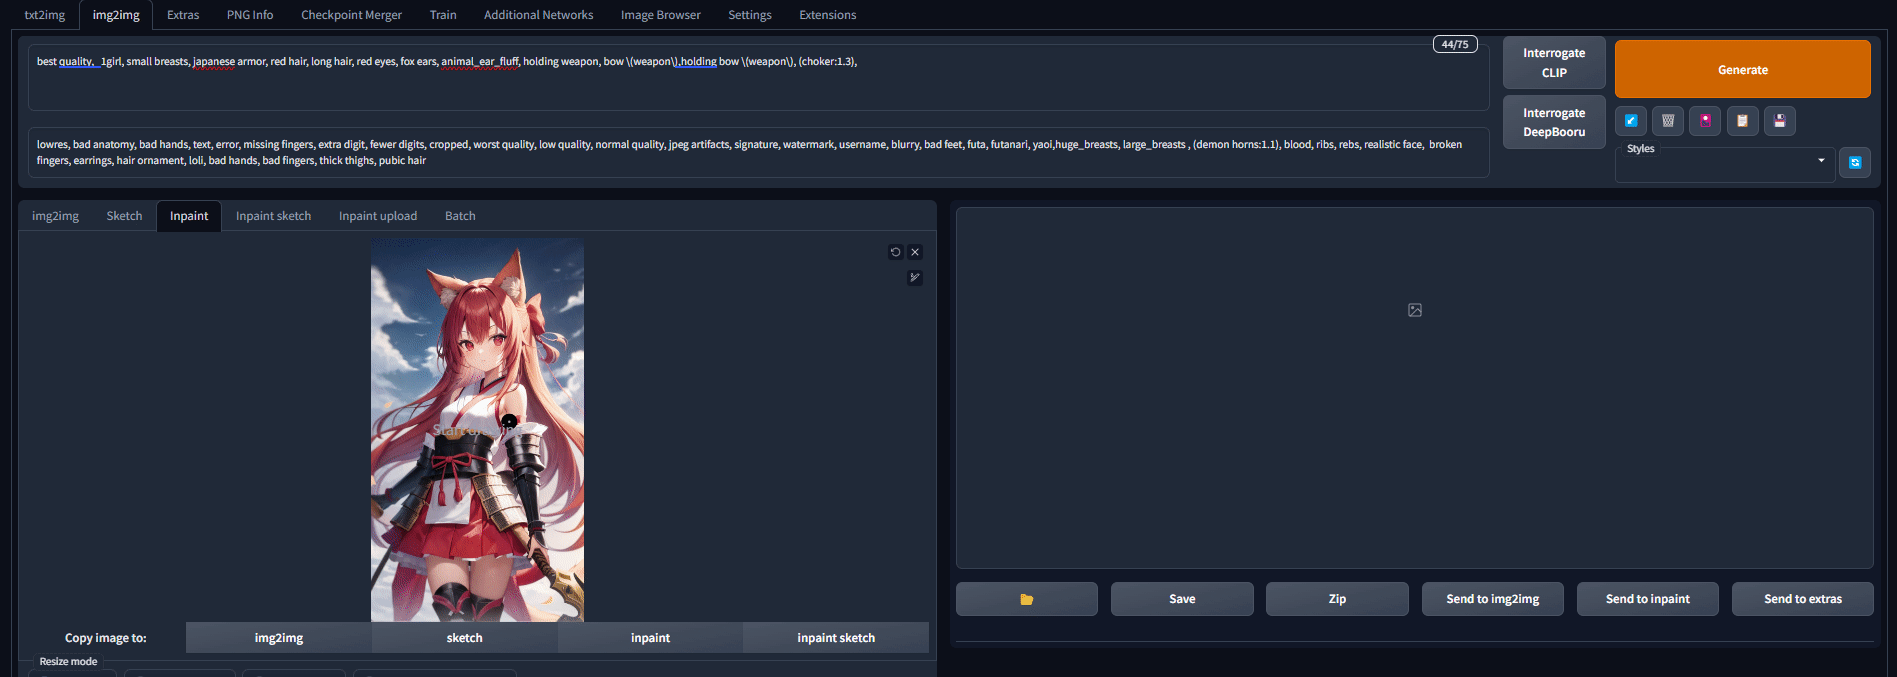 txt2img
img2img
Extras
PNG Info
Checkpoint Merger
Train
Additional Networks
Image Browser
Settings
Extensions
44/75
best quality,  1girl, small breasts, japanese armor, red hair, long hair, red eyes, fox ears, animal_ear_fluff, holding weapon, bow \(weapon\),holding bow \(weapon\), (choker:1.3),
Interrogate
CLIP
Generate
lowres, bad anatomy, bad hands, text, error, missing fingers, extra digit, fewer digits, cropped, worst quality, low quality, normal quality, jpeg artifacts, signature, watermark, username, blurry, bad feet, futa, futanari, yaoi,huge_breasts, large_breasts , (demon horns:1.1), blood, ribs, rebs, realistic face,  broken
fingers, earrings, hair ornament, loli, bad hands, bad fingers, thick thighs, pubic hair
Interrogate
DeepBooru
Styles
img2img
Sketch
Inpaint
Inpaint sketch
Inpaint upload
Batch
Copy image to:
img2img
sketch
inpaint
inpaint sketch
Save
Zip
Send to img2img
Send to inpaint
Send to extras
Resize mode